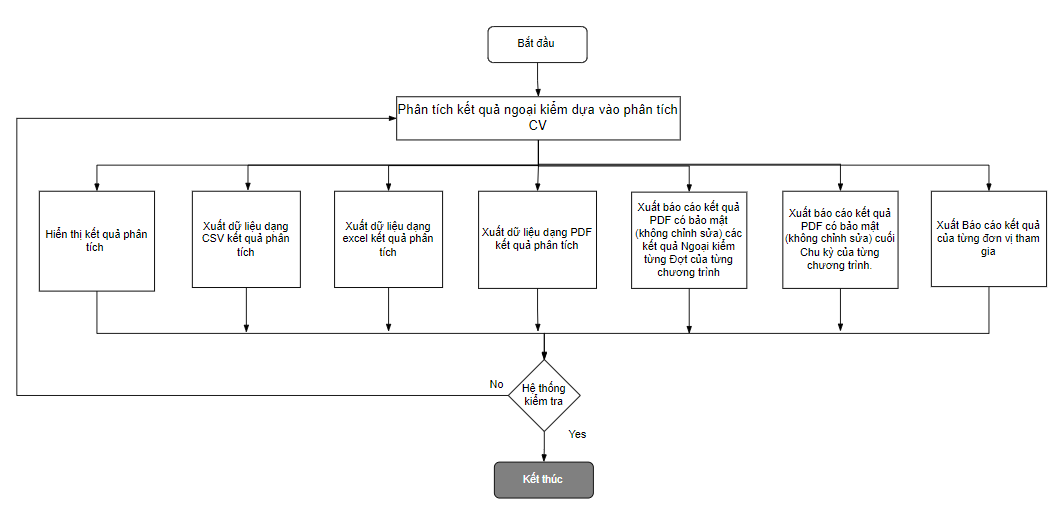 Bắt đầu
Phân tích kết quả ngoại kiểm dựa vào phân tích
CV
Hiển thị kết quả phân
tích
Xuất dữ liệu dạng
CSV kết quả phân
tích
Xuất dữ liệu dạng
excel kết quả phân
tích
Xuất dữ liệu dạng PDF
kết quả phân tích
Xuất báo cáo kết quả
PDF có bảo mật
(không chỉnh sửa) các
kết quả Ngoại kiểm
từng Đợt của từng
chương trình
Xuất báo cáo kết quả
PDF có bảo mật
(không chỉnh sửa) cuối
Chu kỳ của từng
chương trình.
Xuất Báo cáo kết quả
của từng đơn vị tham
gia
No
Hệ thống
kiểm tra
Yes
Kết thúc